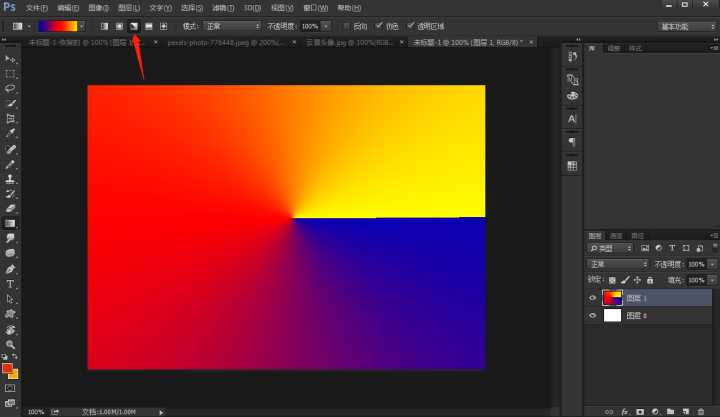 Ps 文件(F) 编辑(E) 图像(I) 图层(L) 文字(Y) 选择(S) 滤镜(T) 3D(D) 视图(V) 窗口(W) 帮助(H)
模式: 正常 不透明度: 100% 反向 仿色 透明区域 基本功能
未标题-1-恢复的 @ 100% (图层 1, pexels-photo-776448.jpeg @ 200%(... 云雾头像.jpg @ 100%(RGB... 未标题-1 @ 100% (图层 1, RGB/8) *
库 调整 样式
图层 通道 路径
类型
正常 不透明度: 100%
锁定: 填充: 100%
图层 1
图层 0
100% 文档:1.00M/1.00M